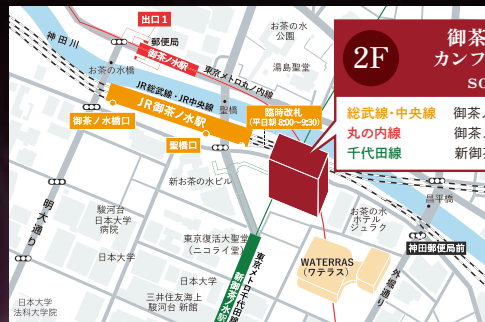 出口1
郵便局
御茶ノ水駅
東京メトロ丸ノ内線
お茶の水
公園
湯島聖堂
神田川
お茶の水橋
JR総武線・JR中央線
JR御茶ノ水駅
聖橋
臨時改札
(平日朝 8:00〜9:30)
御茶ノ水橋口
聖橋口
2F
御茶
カンフ
so
総武線・中央線 御茶ノ
丸の内線 御茶ノ
千代田線 新御茶
昌平橋
新お茶の水ビル
お茶の水
ホテル
ジュラク
神田郵便局前
明大通り
駿河台
日本大学
病院
東京復活大聖堂
(ニコライ堂)
日本大学
日本大学
三井住友海上
駿河台 新館
東京メトロ千代田線
新御茶ノ水駅
WATERRAS
(ワテラス)
外堀通り
日本大学
法科大学院